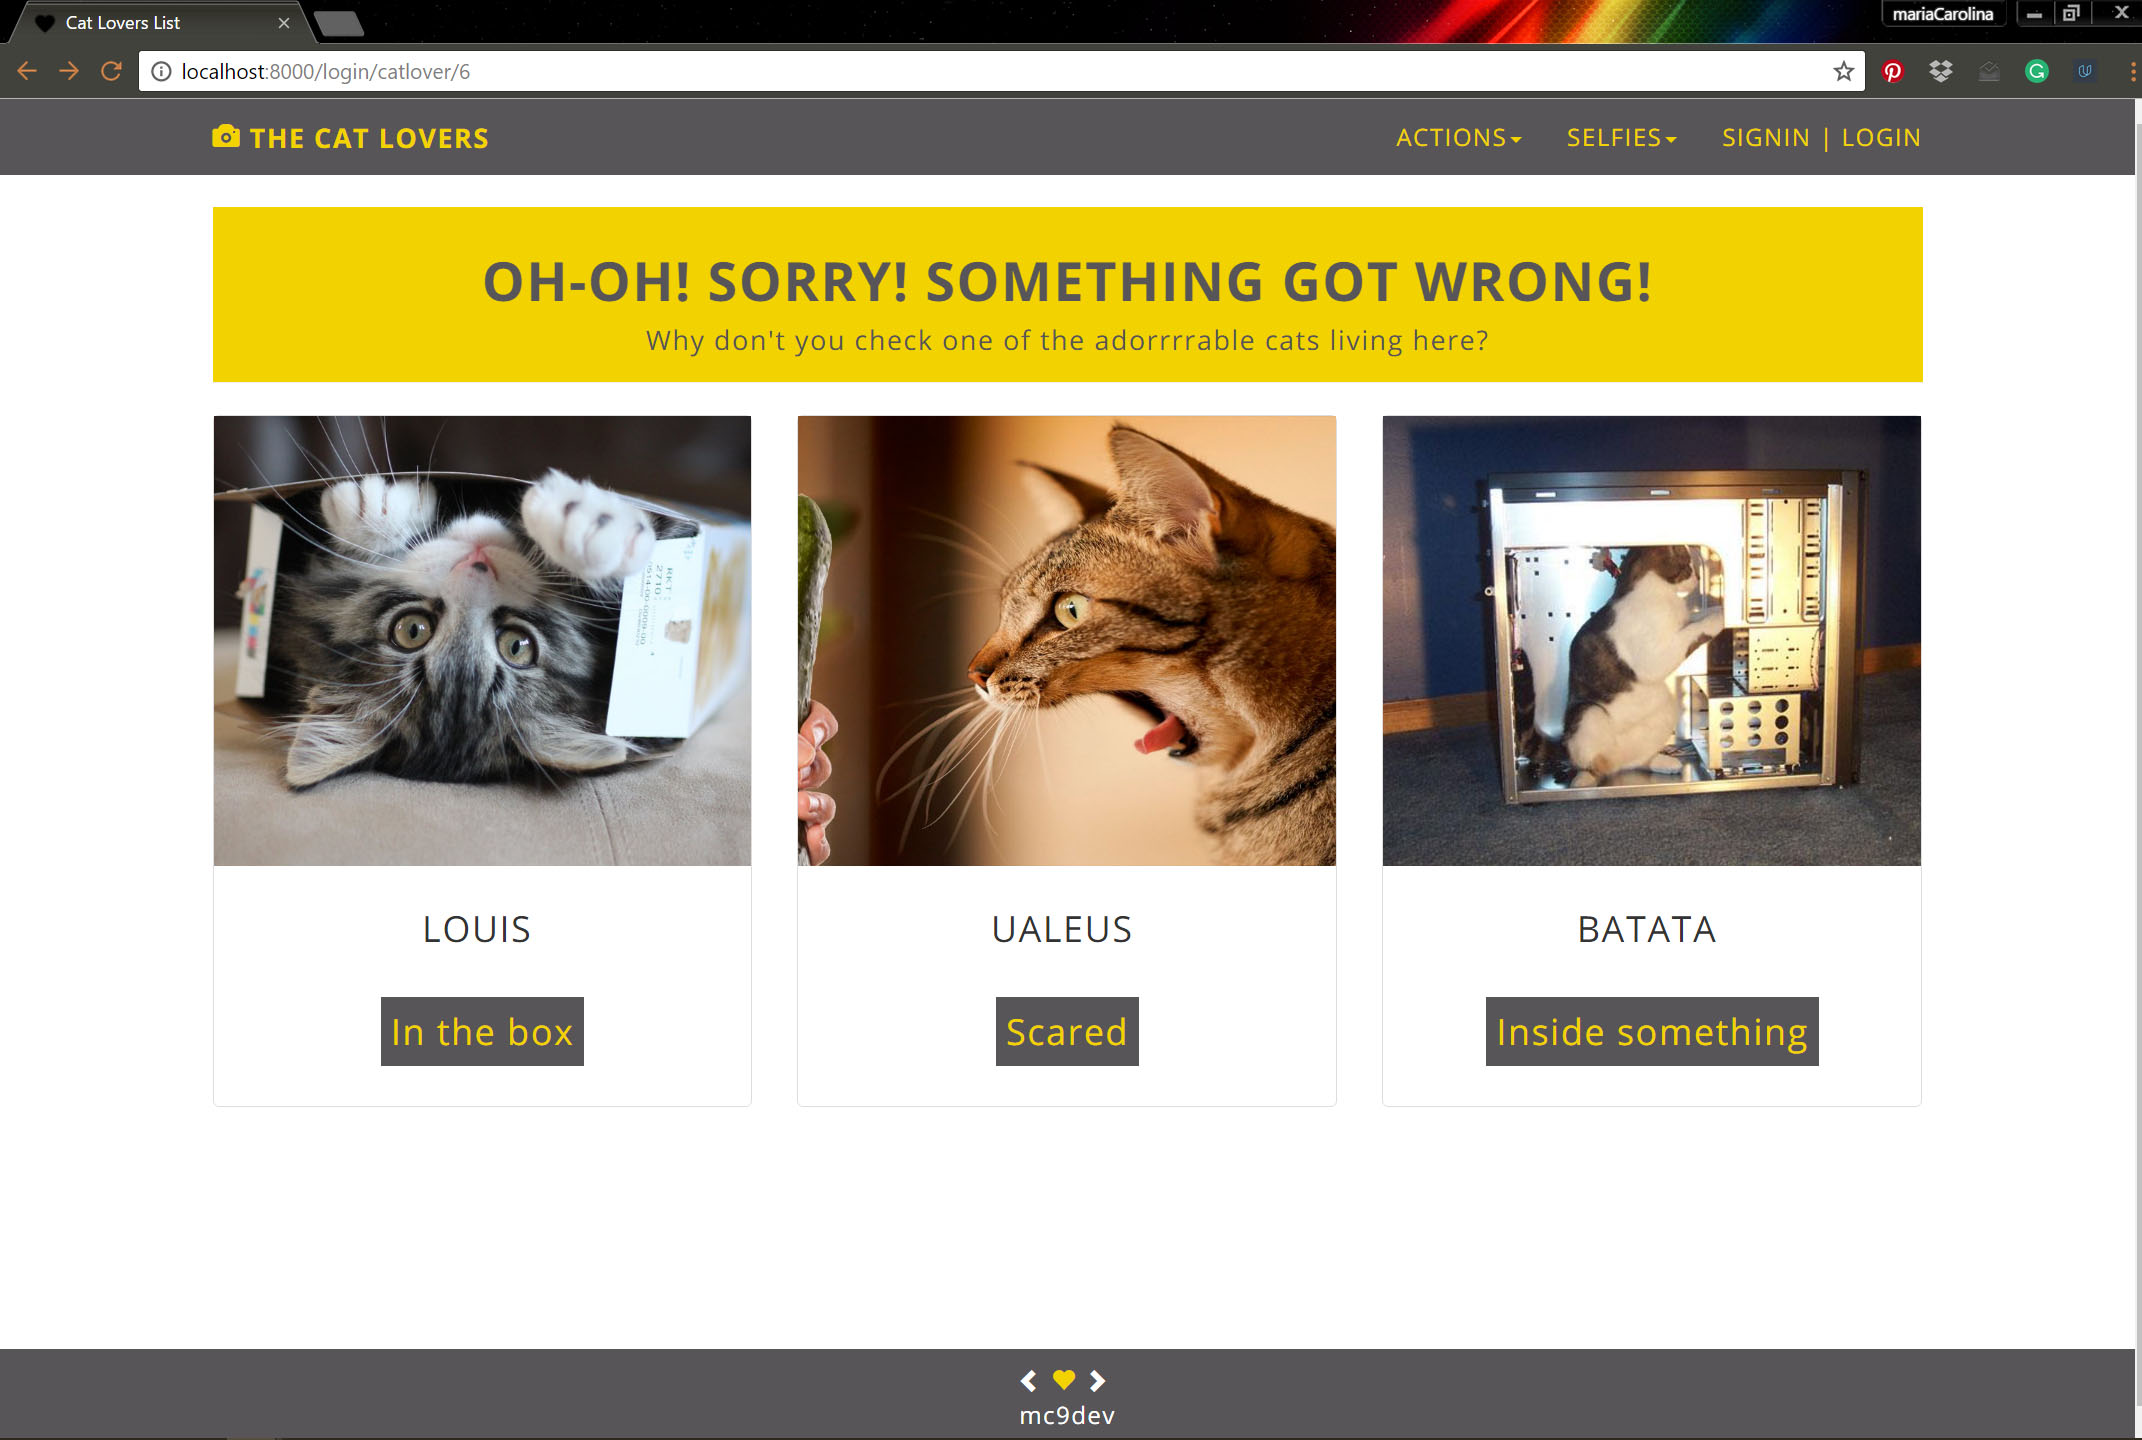 Cat Lovers List
mariaCarolina
localhost:8000/login/catlover/6
THE CAT LOVERS
ACTIONS
SELFIES
SIGNIN | LOGIN
OH-OH! SORRY! SOMETHING GOT WRONG!
Why don't you check one of the adorrrrable cats living here?
LOUIS
UALEUS
BATATA
In the box
Scared
Inside something
mc9dev